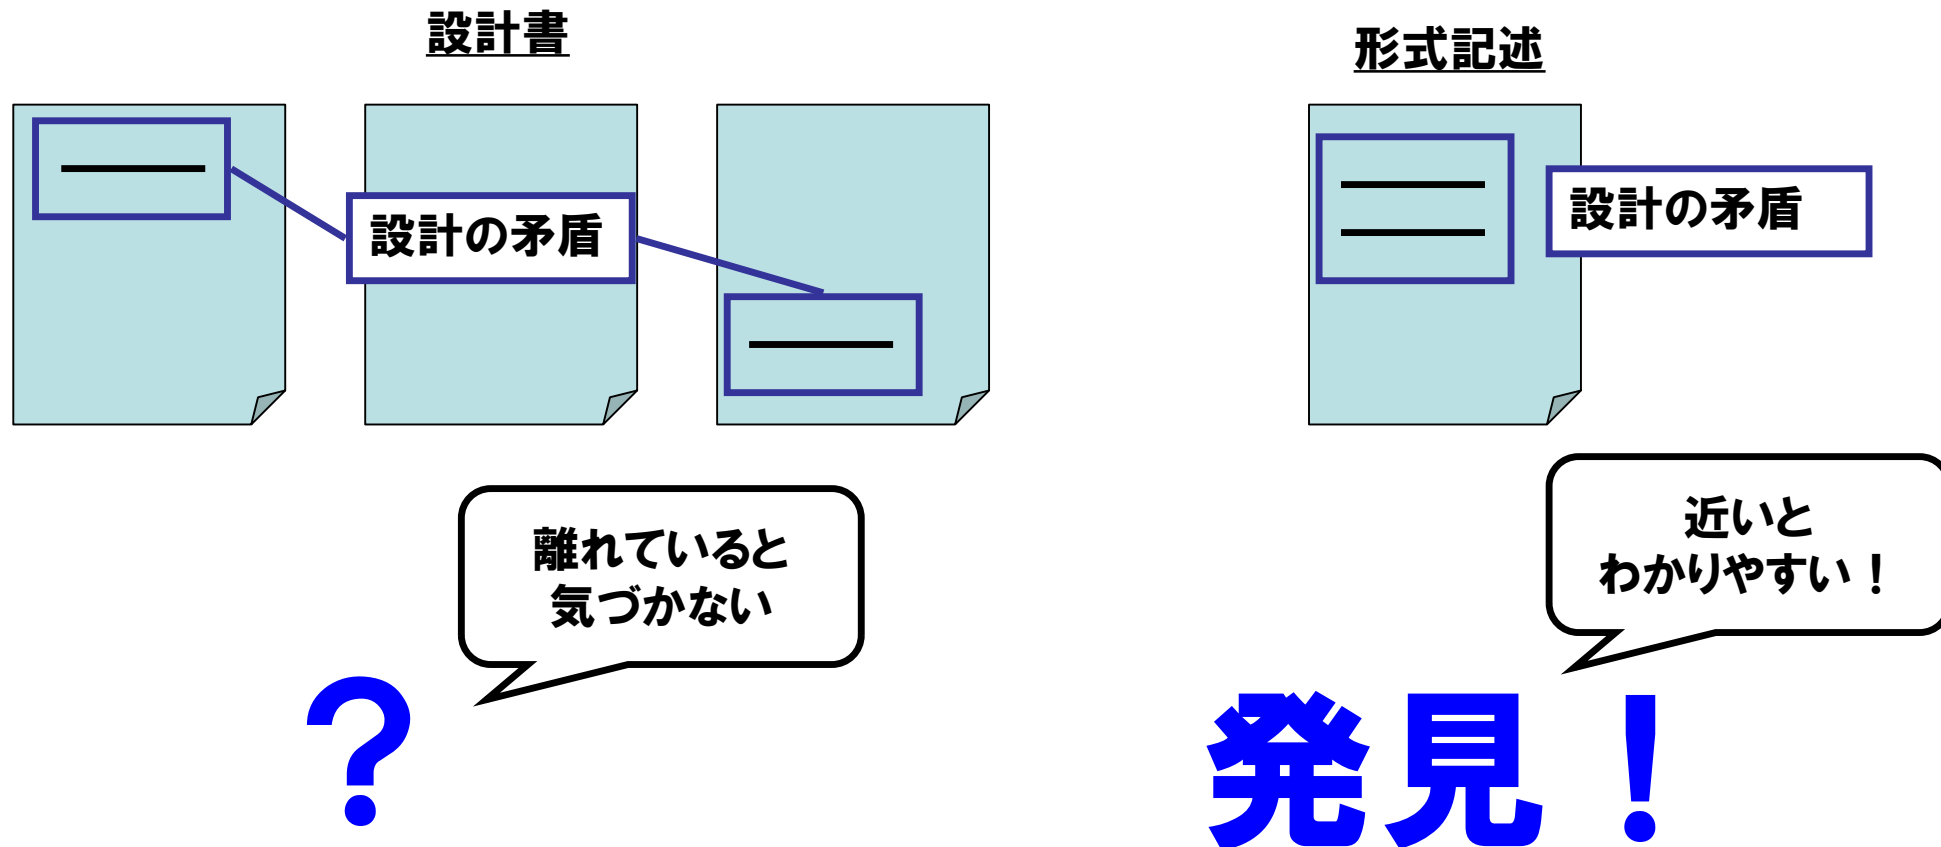 設計書
形式記述
設計の矛盾
設計の矛盾
離れていると
気づかない
近いと
わかりやすい！
？
発見！